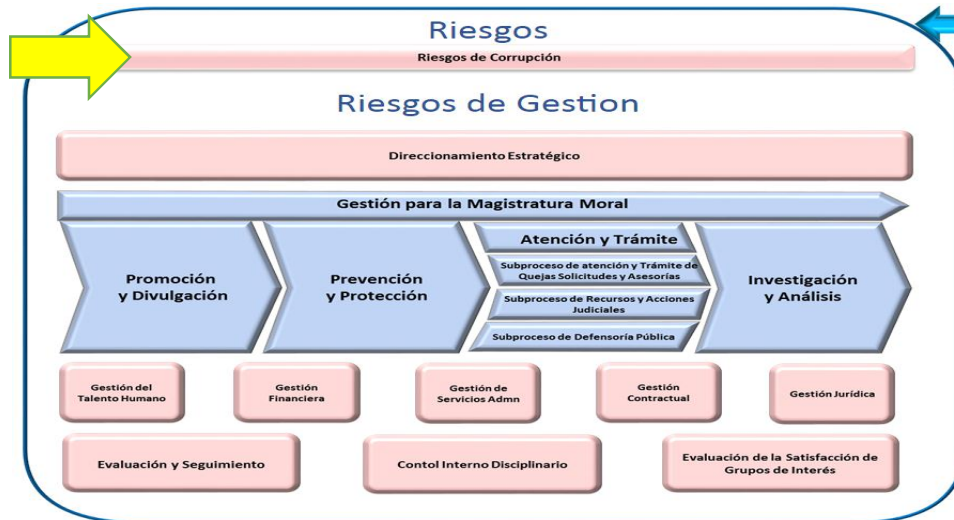 Riesgos
Riesgos de Corrupción
Riesgos de Gestion
Direccionamiento Estratégico
Gestión para la Magistratura Moral
Promoción
y Divulgación
Prevención
y Protección
Atención y Trámite
Subproceso de atención y Trámite de
Quejas Solicitudes y Asesorías
Subproceso de Recursos y Acciones
Judiciales
Subproceso de Defensoría Pública
Investigación
y Análisis
Gestión del
Talento Humano
Gestión
Financiera
Gestión de
Servicios Admn
Gestión
Contractual
Gestión Jurídica
Evaluación y Seguimiento
Contol Interno Disciplinario
Evaluación de la Satisfacción de
Grupos de Interés